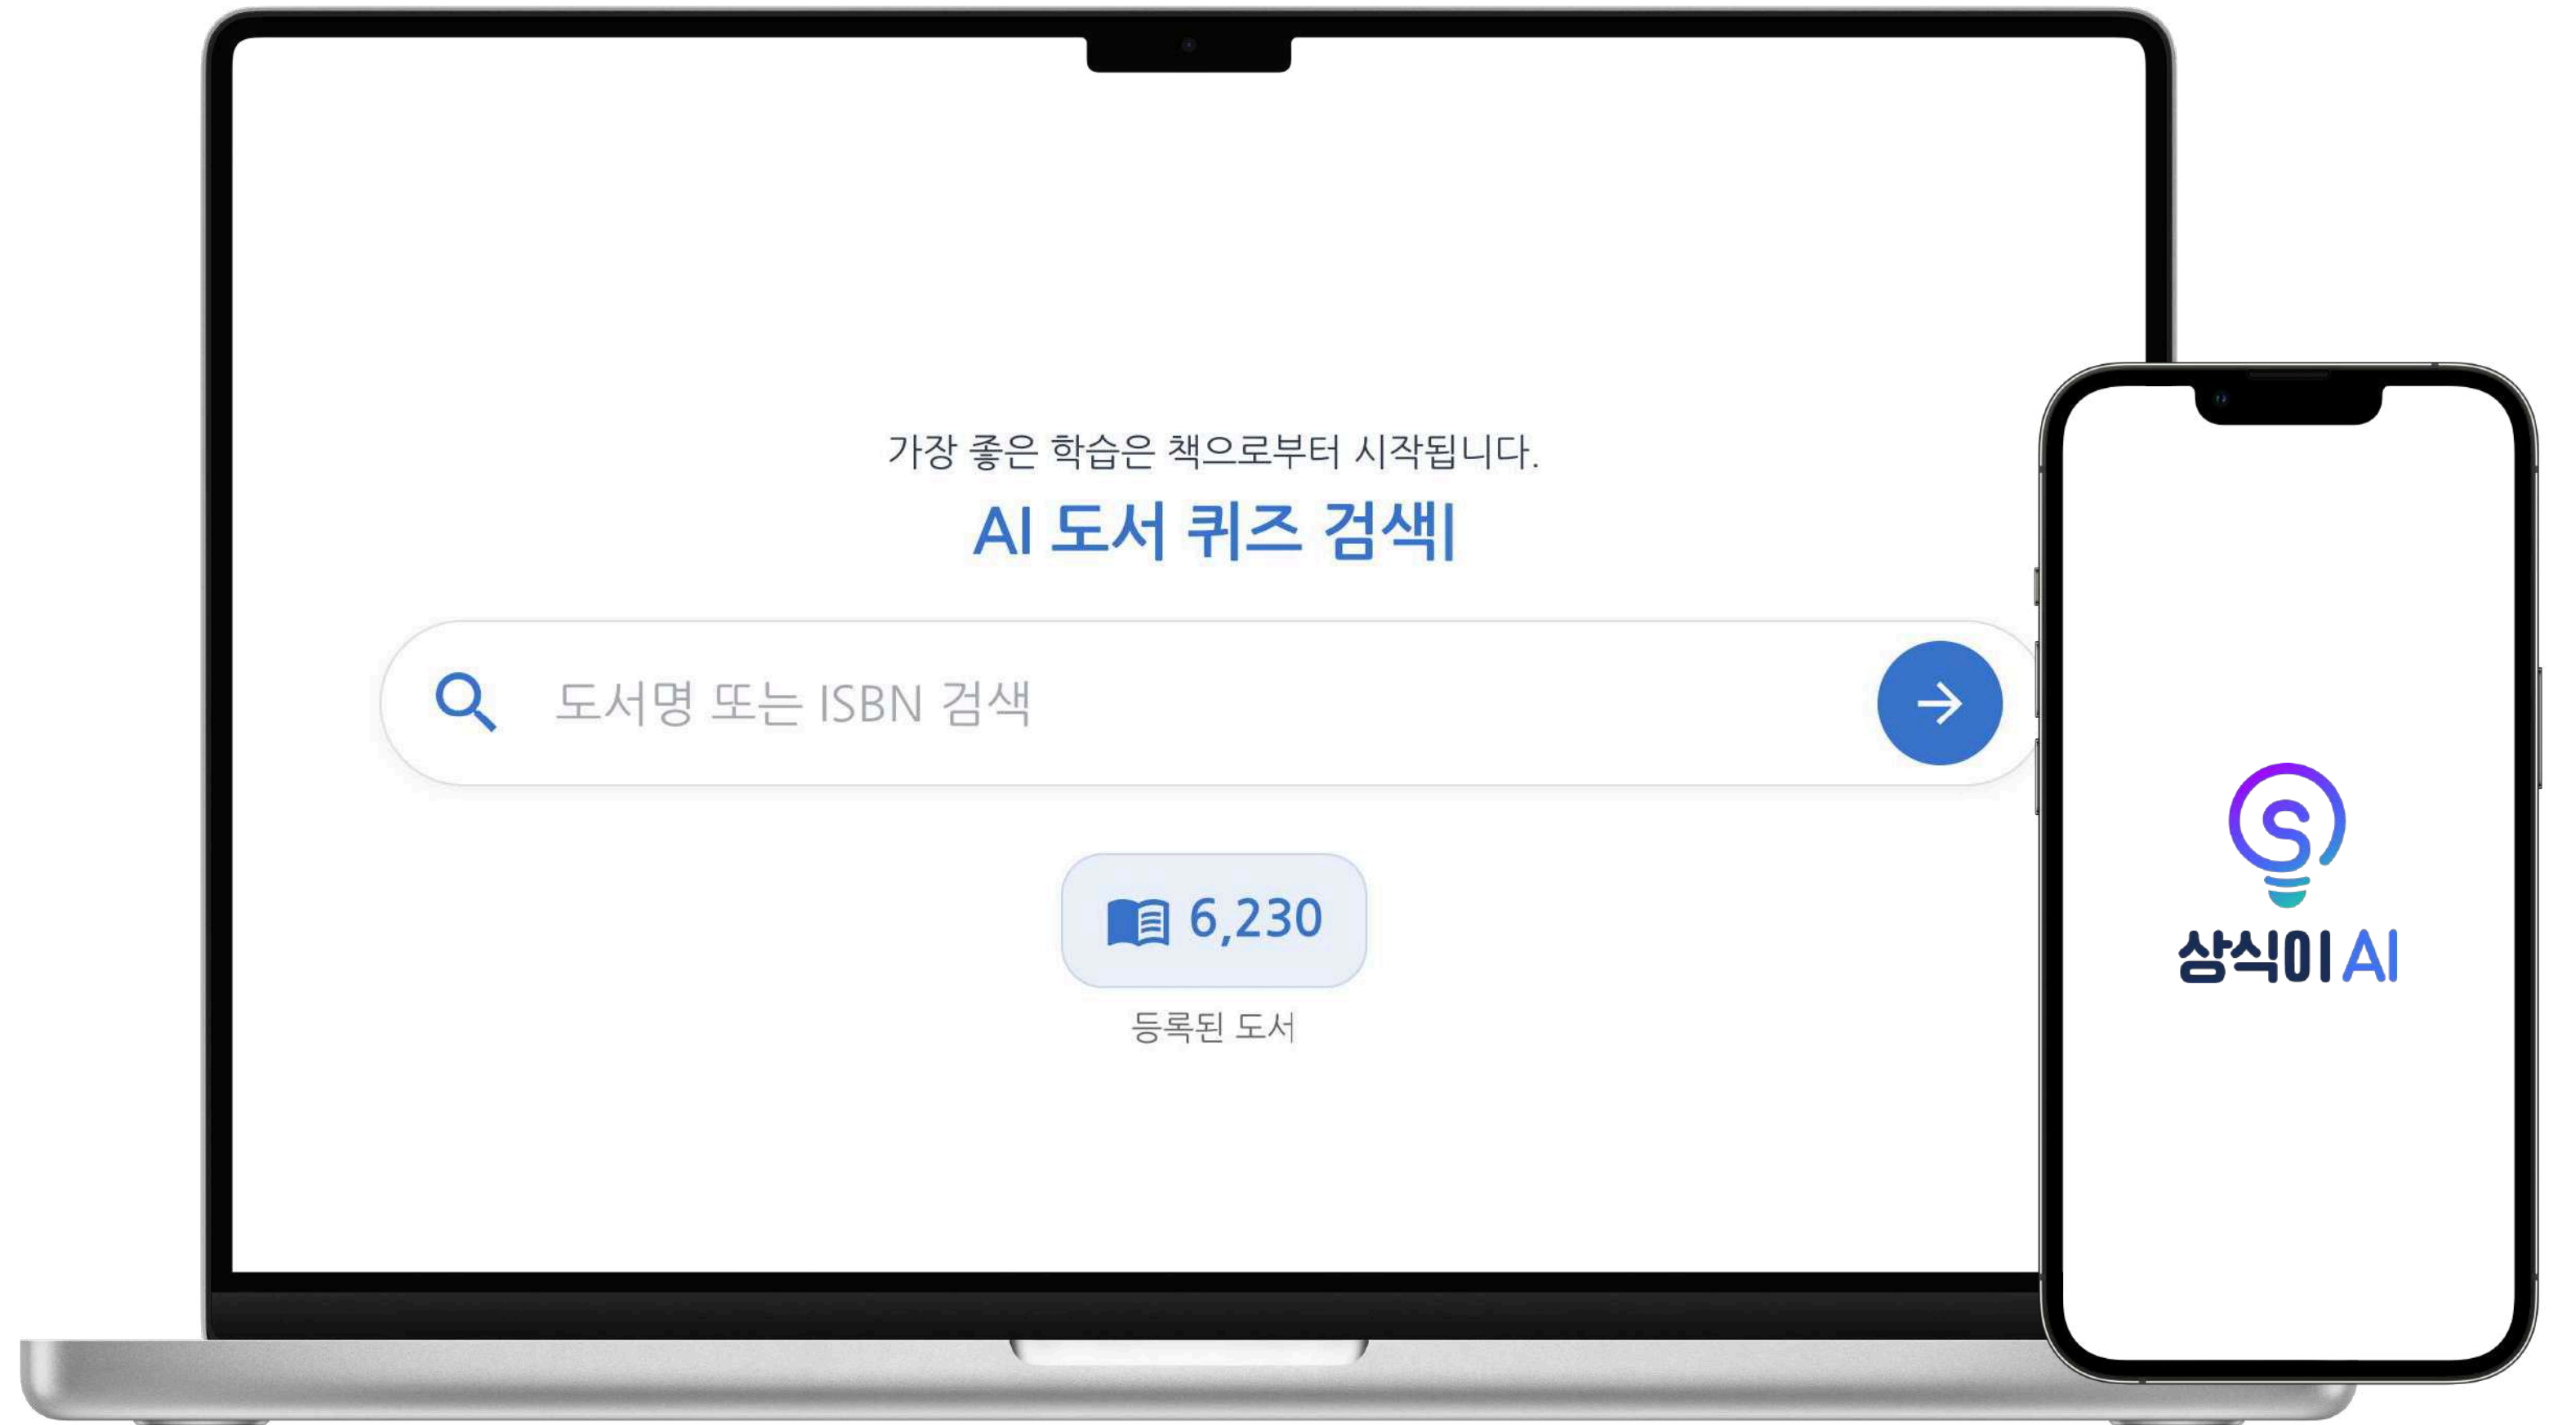 가장 좋은 학습은 책으로부터 시작됩니다.
AI 도서 퀴즈 검색
도서명 또는 ISBN 검색
6,230
등록된 도서
상식이 AI